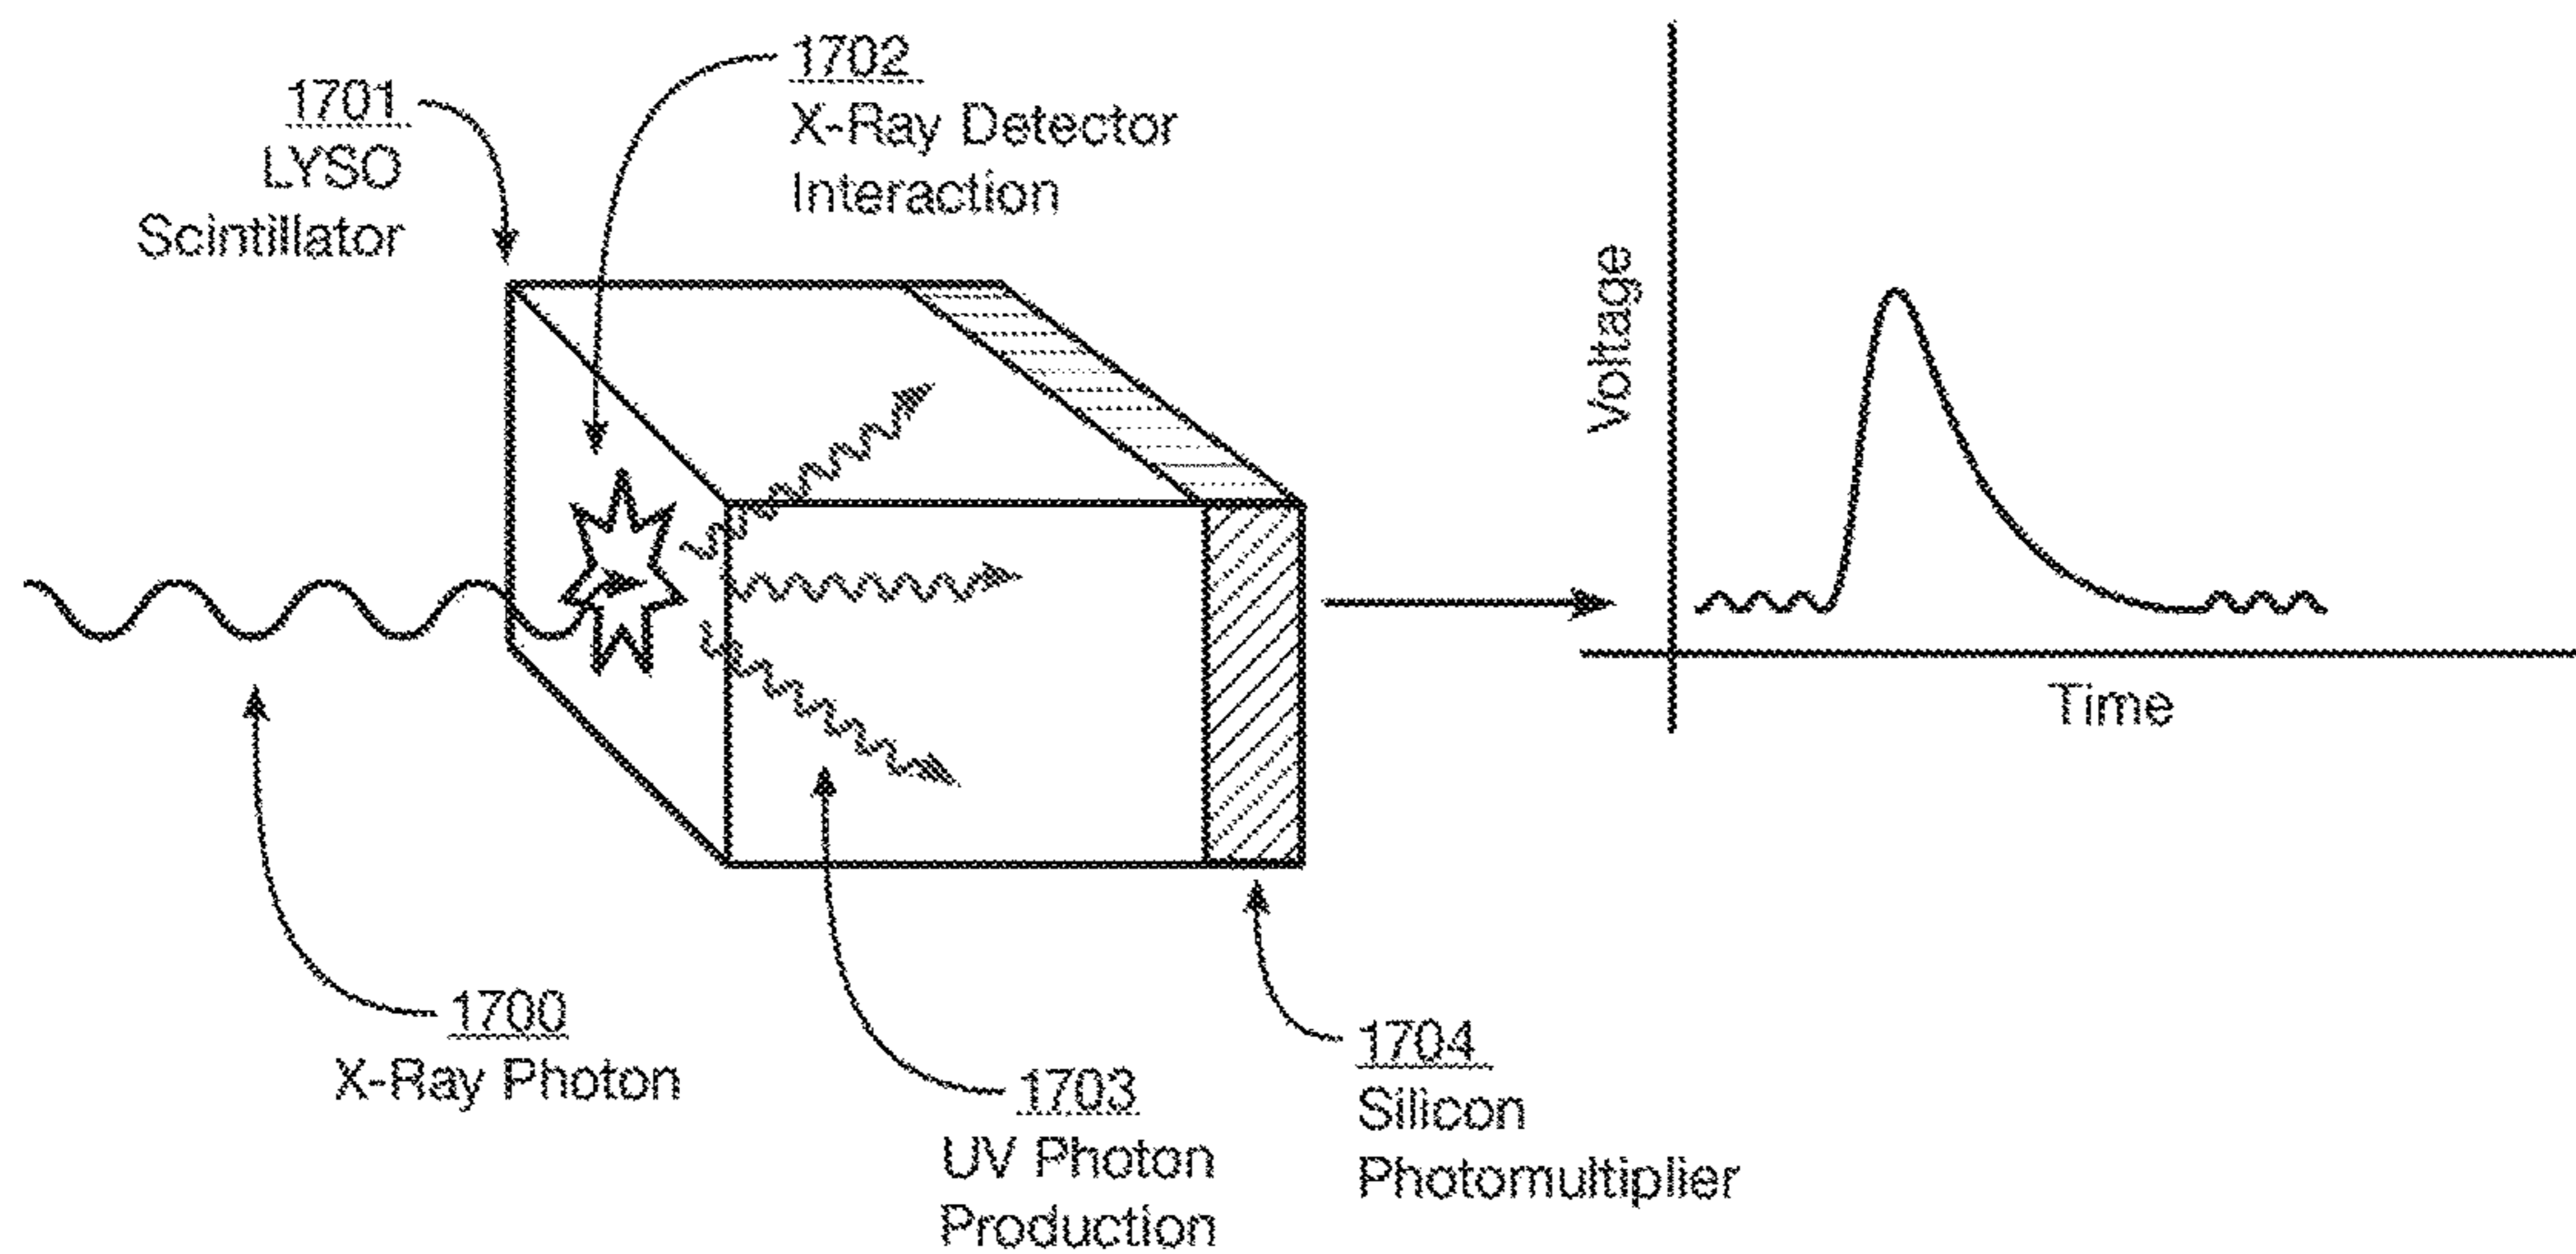 1701
LYSO
Scintillator
1702
X-Ray Detector
Interaction
Voltage
Time
1700
X-Ray Photon
1703
UV Photon
Production
1704
Silicon
Photomultiplier